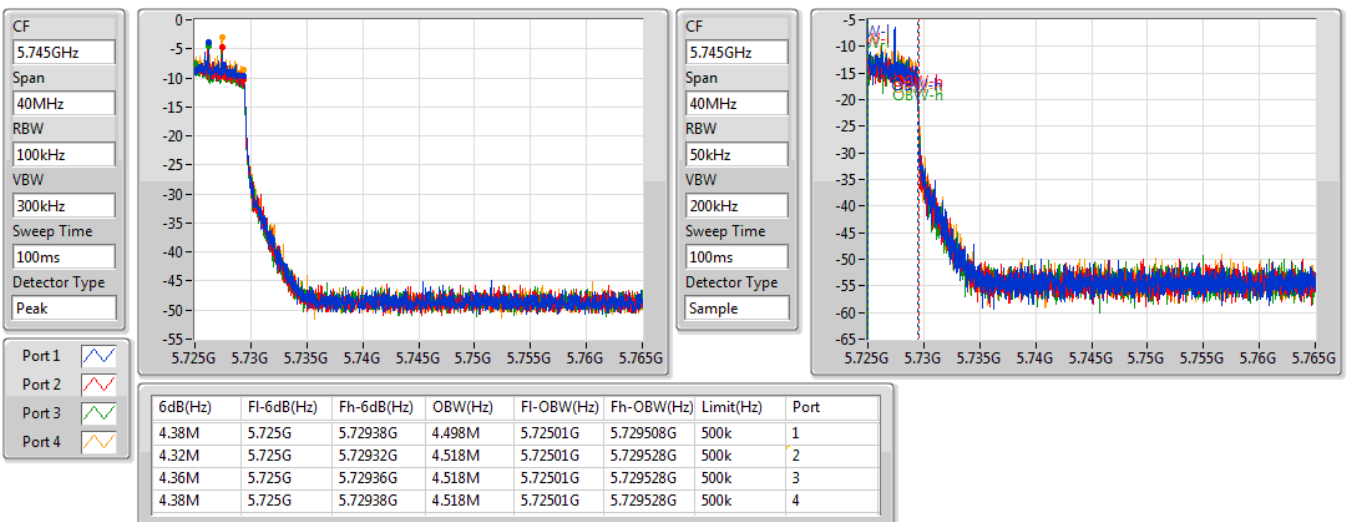 CF
5.745GHz
Span
40MHz
RBW
100kHz
VBW
300kHz
Sweep Time
100ms
Detector Type
Peak
0
-5
-10
-15
-20
-25
-30
-35
-40
-45
-50
-55
5.725G 5.73G 5.735G 5.74G 5.745G 5.75G 5.755G 5.76G 5.765G
CF
5.745GHz
Span
40MHz
RBW
50kHz
VBW
200kHz
Sweep Time
100ms
Detector Type
Sample
-5
-10
-15
-20
-25
-30
-35
-40
-45
-50
-55
-60
-65
OBW-h
5.725G 5.73G 5.735G 5.74G 5.745G 5.75G 5.755G 5.76G 5.765G
Port 1
Port 2
Port 3
Port 4
6dB(Hz) Fl-6dB(Hz) Fh-6dB(Hz) OBW(Hz) Fl-OBW(Hz) Fh-OBW(Hz) Limit(Hz) Port
4.38M 5.725G 5.72938G 4.498M 5.72501G 5.729508G 500k 1
4.32M 5.725G 5.72932G 4.518M 5.72501G 5.729528G 500k 2
4.36M 5.725G 5.72936G 4.518M 5.72501G 5.729528G 500k 3
4.38M 5.725G 5.72938G 4.518M 5.72501G 5.729528G 500k 4